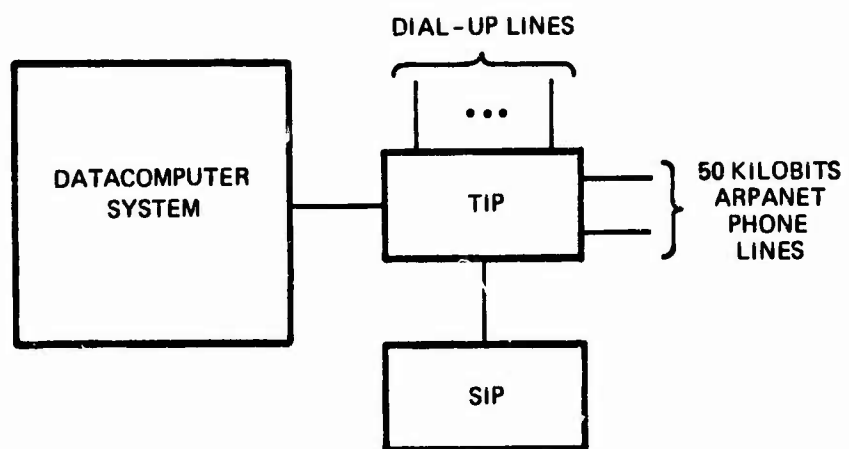 DIAL-UP LINES
...
DATACOMPUTER
SYSTEM
TIP
50 KILOBITS
ARPANET
PHONE
LINES
SIP